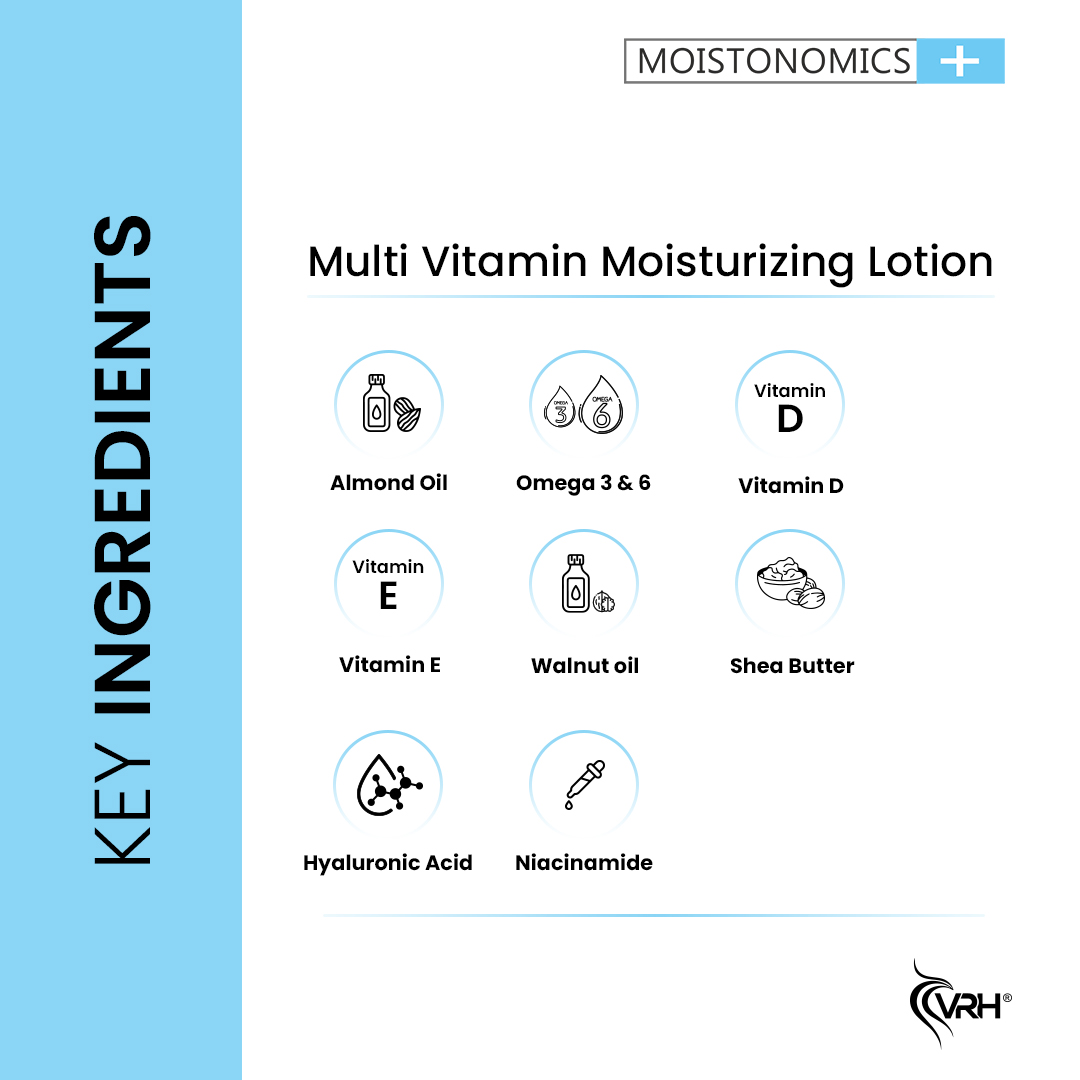 MOISTONOMICS +
KEY INGREDIENTS
Multi Vitamin Moisturizing Lotion
Almond Oil
OMEGA 3
OMEGA 6
Omega 3 & 6
Vitamin
D
Vitamin D
Vitamin
E
Vitamin E
Walnut oil
Shea Butter
Hyaluronic Acid
Niacinamide
VRH®